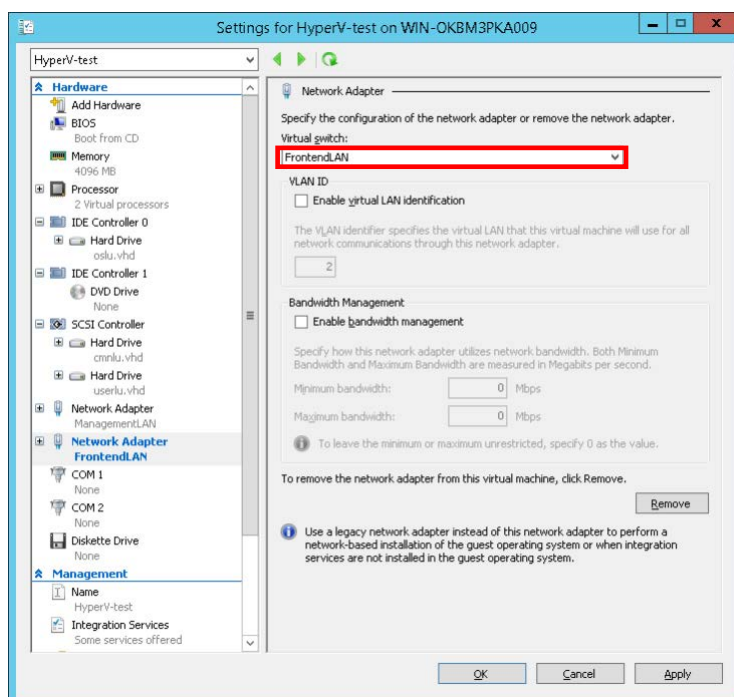 Settings for HyperV-test on WIN-OKBM3PKA009
HyperV-test
Hardware
Add Hardware
BIOS
Boot from CD
Memory
4096 MB
Processor
2 Virtual processors
IDE Controller 0
Hard Drive
oslu.vhd
IDE Controller 1
DVD Drive
None
SCSI Controller
Hard Drive
cmnlu.vhd
Hard Drive
userlu.vhd
Network Adapter
ManagementLAN
Network Adapter
FrontendLAN
COM 1
None
COM 2
None
Diskette Drive
None
Management
Name
HyperV-test
Integration Services
Some services offered
Network Adapter
Specify the configuration of the network adapter or remove the network adapter.
Virtual switch:
FrontendLAN
VLAN ID
Enable virtual LAN identification
The VLAN identifier specifies the virtual LAN that this virtual machine will use for all
network communications through this network adapter.
2
Bandwidth Management
Enable bandwidth management
Specify how this network adapter utilizes network bandwidth. Both Minimum
Bandwidth and Maximum Bandwidth are measured in Megabits per second.
Minimum bandwidth: 0 Mbps
Maximum bandwidth: 0 Mbps
To leave the minimum or maximum unrestricted, specify 0 as the value.
To remove the network adapter from this virtual machine, click Remove.
Remove
Use a legacy network adapter instead of this network adapter to perform a
network-based installation of the guest operating system or when integration
services are not installed in the guest operating system.
OK Cancel Apply